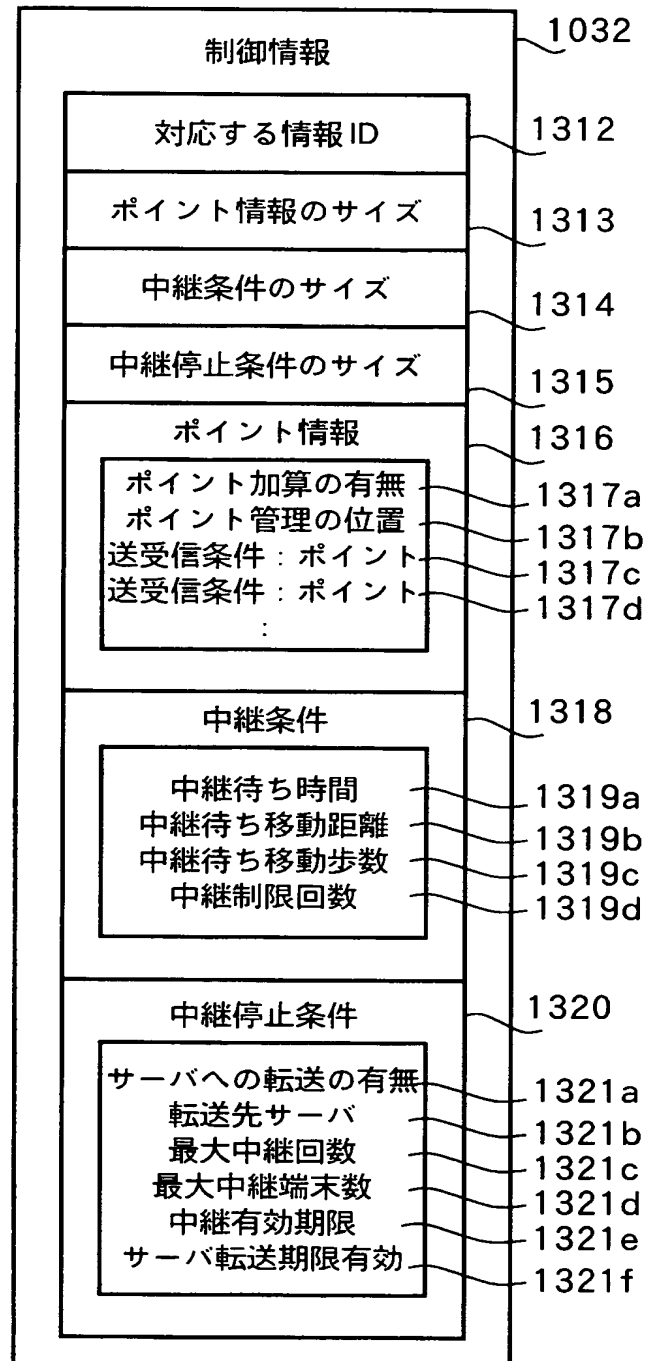 制御情報 1032
対応する情報ID 1312
ポイント情報のサイズ 1313
中継条件のサイズ 1314
中継停止条件のサイズ 1315
ポイント情報 1316
ポイント加算の有無 1317a
ポイント管理の位置 1317b
送受信条件:ポイント 1317c
送受信条件:ポイント 1317d
:
中継条件 1318
中継待ち時間 1319a
中継待ち移動距離 1319b
中継待ち移動歩数 1319c
中継制限回数 1319d
中継停止条件 1320
サーバへの転送の有無 1321a
転送先サーバ 1321b
最大中継回数 1321c
最大中継端末数 1321d
中継有効期限 1321e
サーバ転送期限有効 1321f